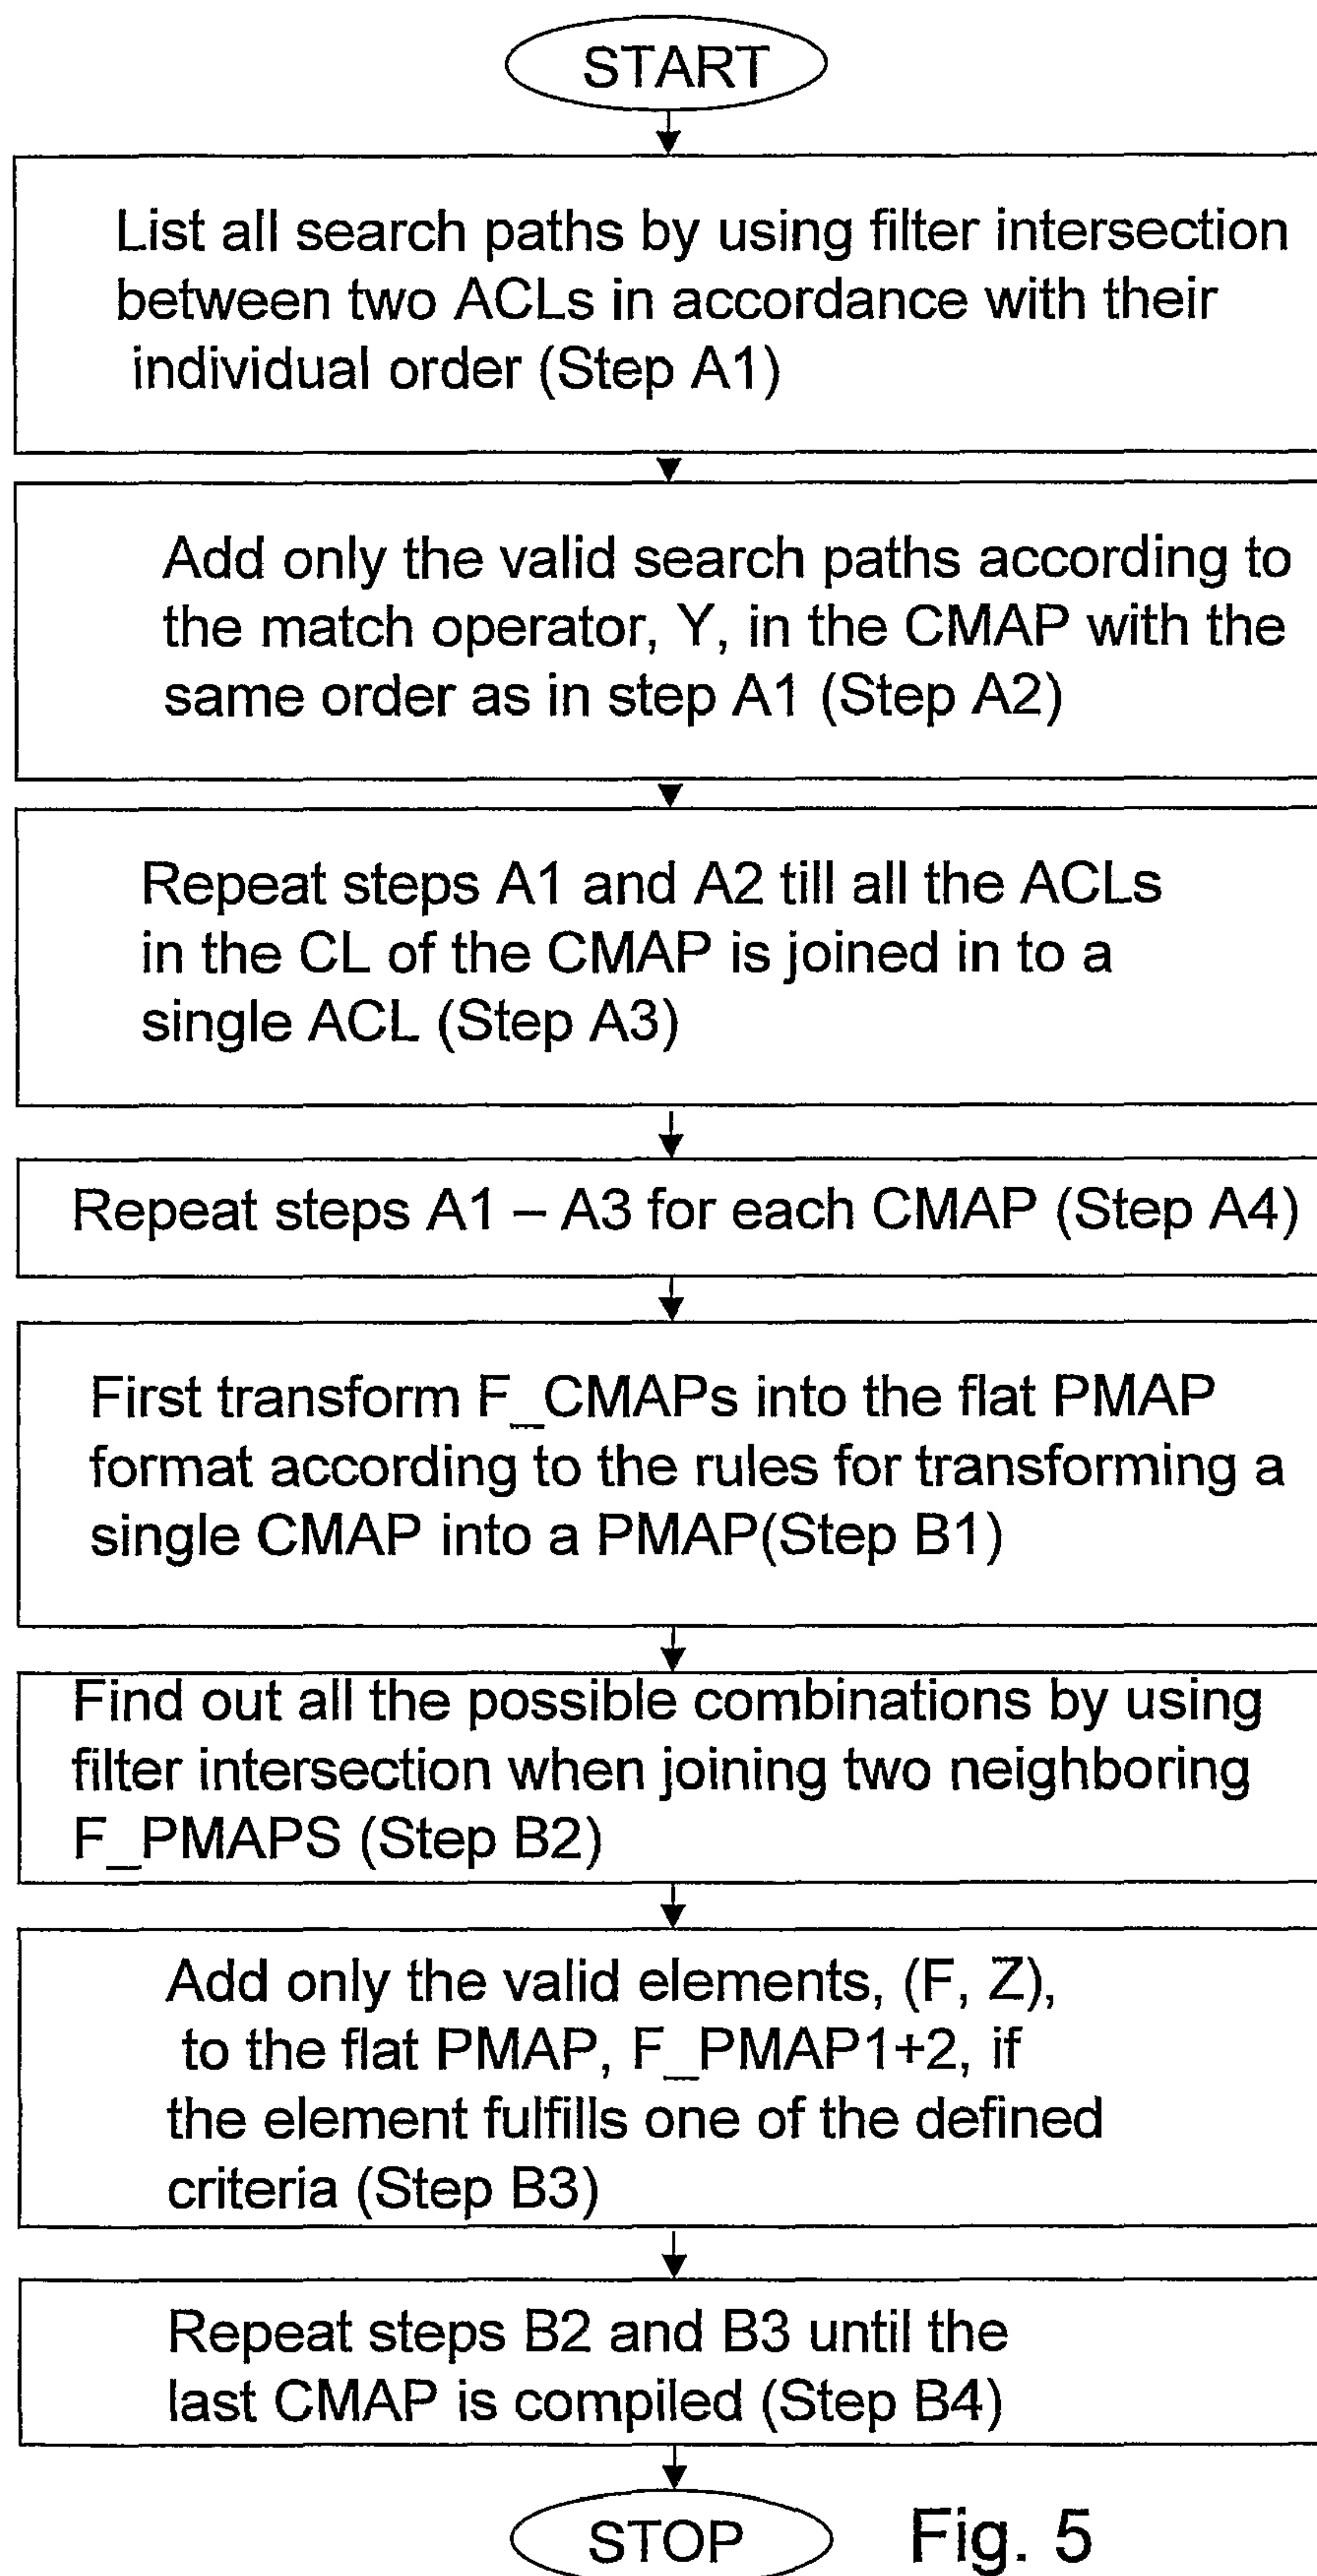 START
List all search paths by using filter intersection
between two ACLs in accordance with their
individual order (Step A1)
Add only the valid search paths according to
the match operator, Y, in the CMAP with the
same order as in step A1 (Step A2)
Repeat steps A1 and A2 till all the ACLs
in the CL of the CMAP is joined in to a
single ACL (Step A3)
Repeat steps A1 – A3 for each CMAP (Step A4)
First transform F_CMAPs into the flat PMAP
format according to the rules for transforming a
single CMAP into a PMAP(Step B1)
Find out all the possible combinations by using
filter intersection when joining two neighboring
F_PMAPS (Step B2)
Add only the valid elements, (F, Z),
to the flat PMAP, F_PMAP1+2, if
the element fulfills one of the defined
criteria (Step B3)
Repeat steps B2 and B3 until the
last CMAP is compiled (Step B4)
STOP
Fig. 5